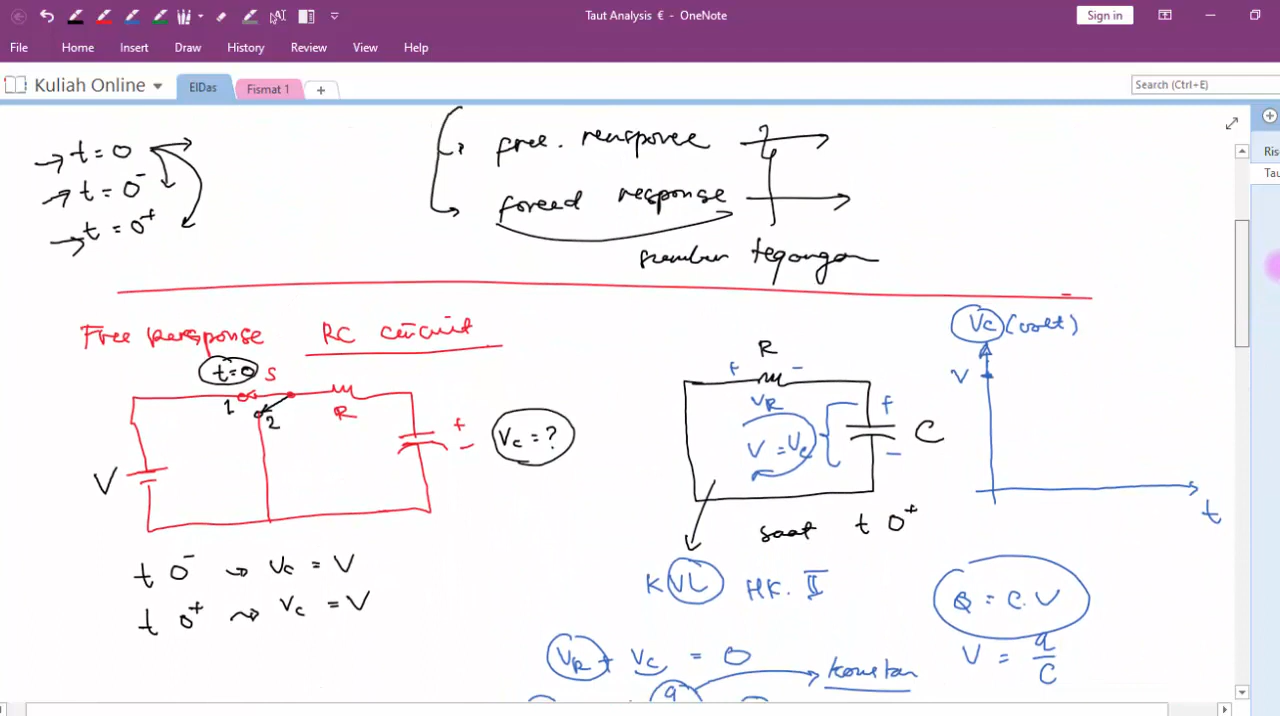 Taut Analysis € - OneNote
Sign in
File Home Insert Draw History Review View Help
Kuliah Online ElDas Fismat 1 +
Search (Ctrl+E)
Ris
Tau
→ t = 0
→ t = 0⁻
→ t = 0⁺
free. response
forced response
sumber tegangan
Free response RC circuit
t=0 S
1
2
R
V
+
-
Vc = ?
t 0⁻ → Vc = V
t 0⁺ → Vc = V
R
+ -
VR
V = Vc
+
-
C
saat t 0⁺
KVL HK. II
VR + Vc = 0
konstan
q
Vc (volt)
V
t
Q = C.V
V = q/C